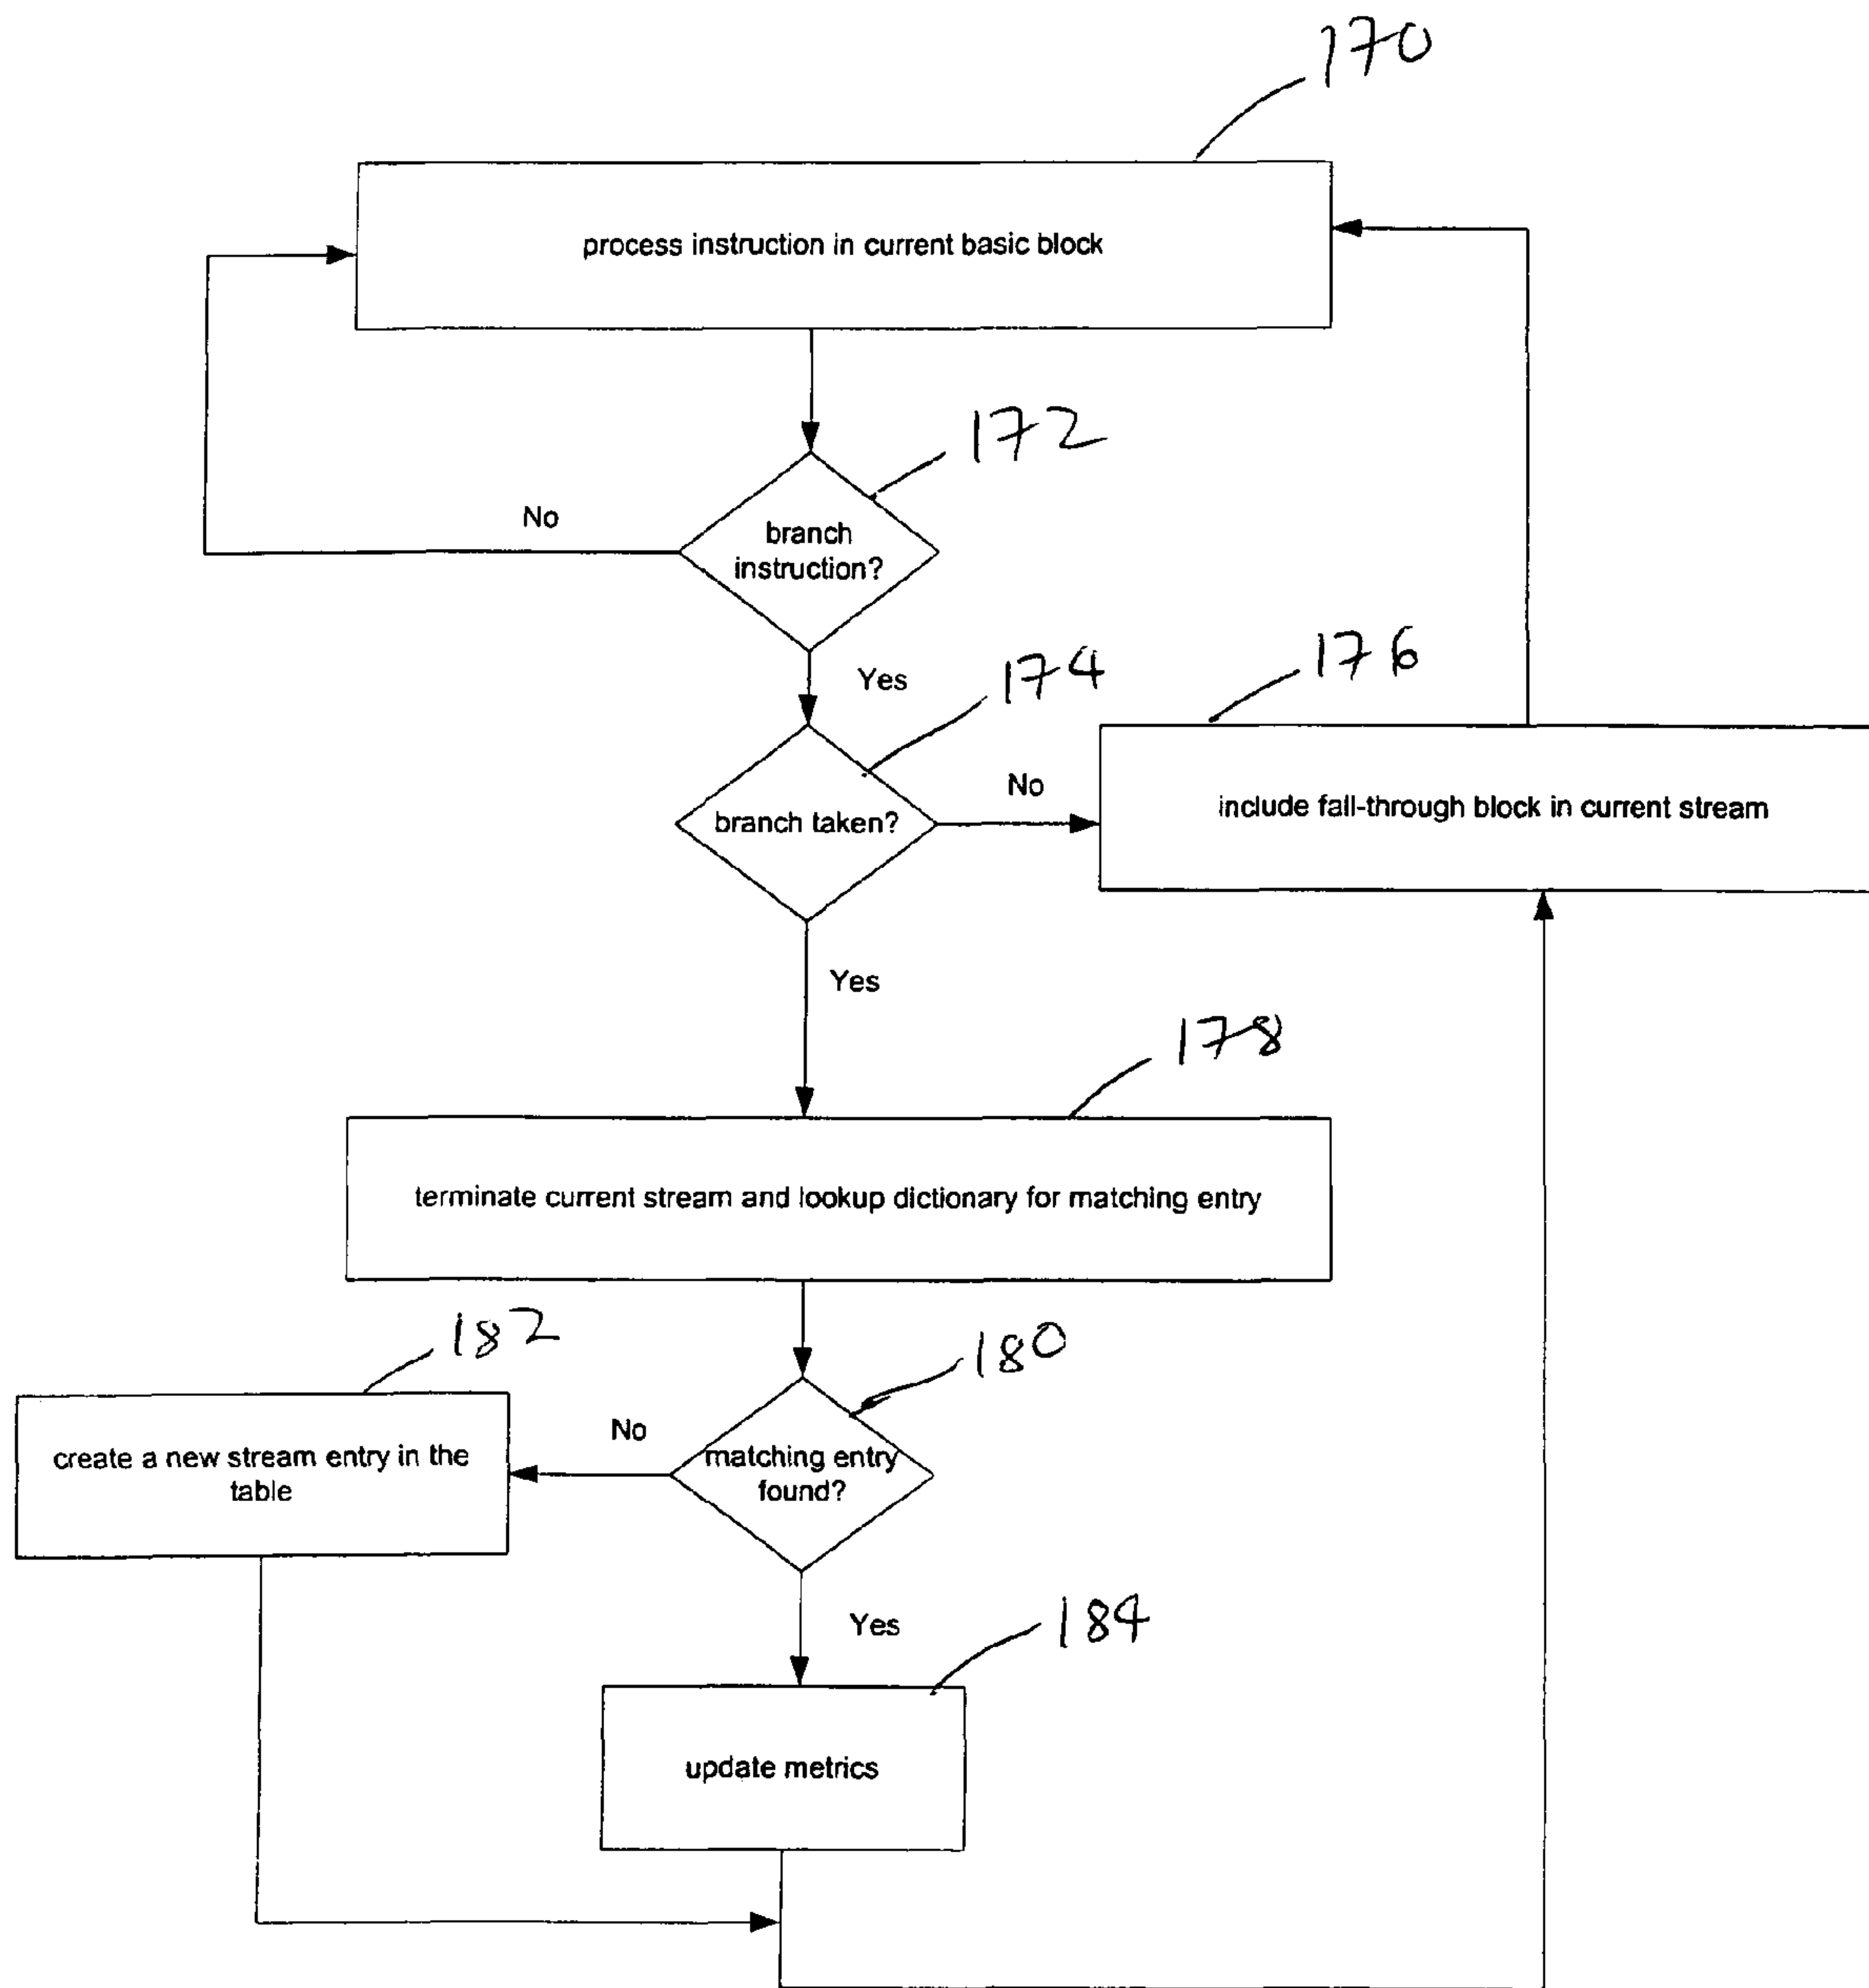 170
process instruction in current basic block
172
No
branch
instruction?
Yes
174
176
branch taken?
No
include fall-through block in current stream
Yes
178
terminate current stream and lookup dictionary for matching entry
182
180
create a new stream entry in the
table
No
matching entry
found?
Yes
184
update metrics